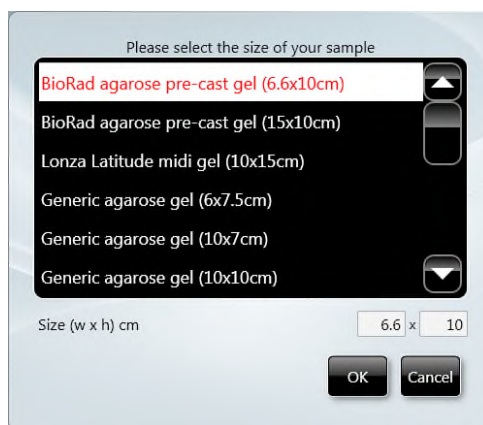 Please select the size of your sample
BioRad agarose pre-cast gel (6.6x10cm)
BioRad agarose pre-cast gel (15x10cm)
Lonza Latitude midi gel (10x15cm)
Generic agarose gel (6x7.5cm)
Generic agarose gel (10x7cm)
Generic agarose gel (10x10cm)
Size (w x h) cm 6.6 x 10
OK Cancel